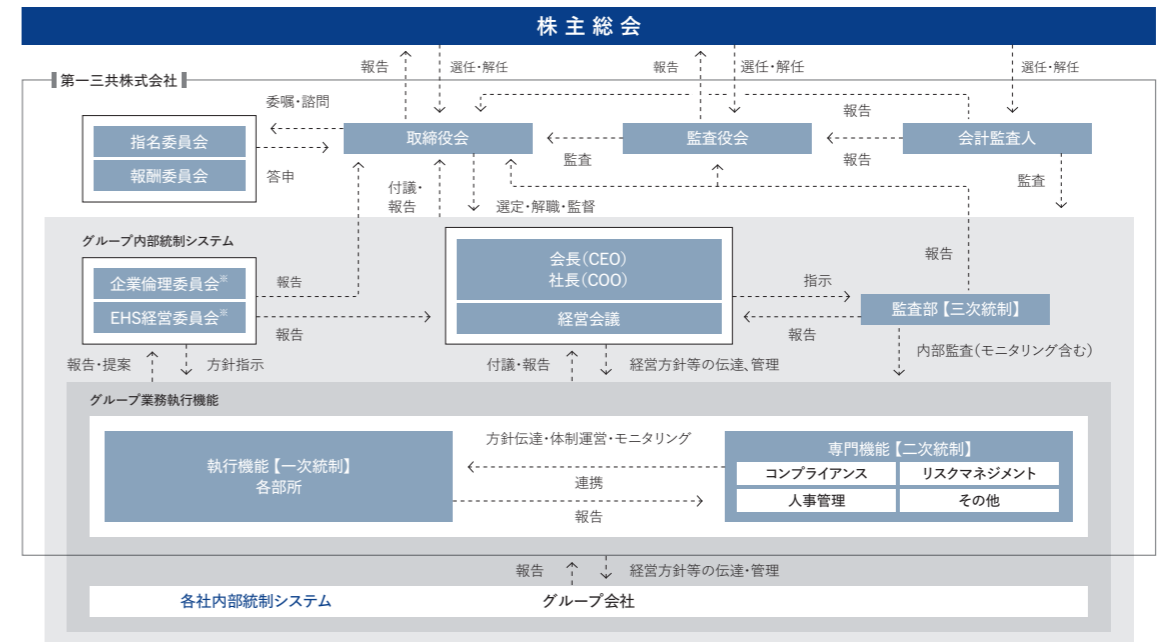 株主総会
報告
選任・解任
報告
選任・解任
選任・解任
第一三共株式会社
委嘱・諮問
指名委員会
報酬委員会
答申
取締役会
監査
監査役会
報告
報告
会計監査人
監査
付議・
報告
選定・解職・監督
グループ内部統制システム
企業倫理委員会※
EHS経営委員会※
報告
報告
会長（CEO）
社長（COO）
経営会議
指示
報告
報告
監査部【三次統制】
内部監査（モニタリング含む）
報告・提案
方針指示
付議・報告
経営方針等の伝達、管理
グループ業務執行機能
執行機能【一次統制】
各部所
方針伝達・体制運営・モニタリング
連携
報告
専門機能【二次統制】
コンプライアンス
リスクマネジメント
人事管理
その他
報告
経営方針等の伝達・管理
各社内部統制システム
グループ会社